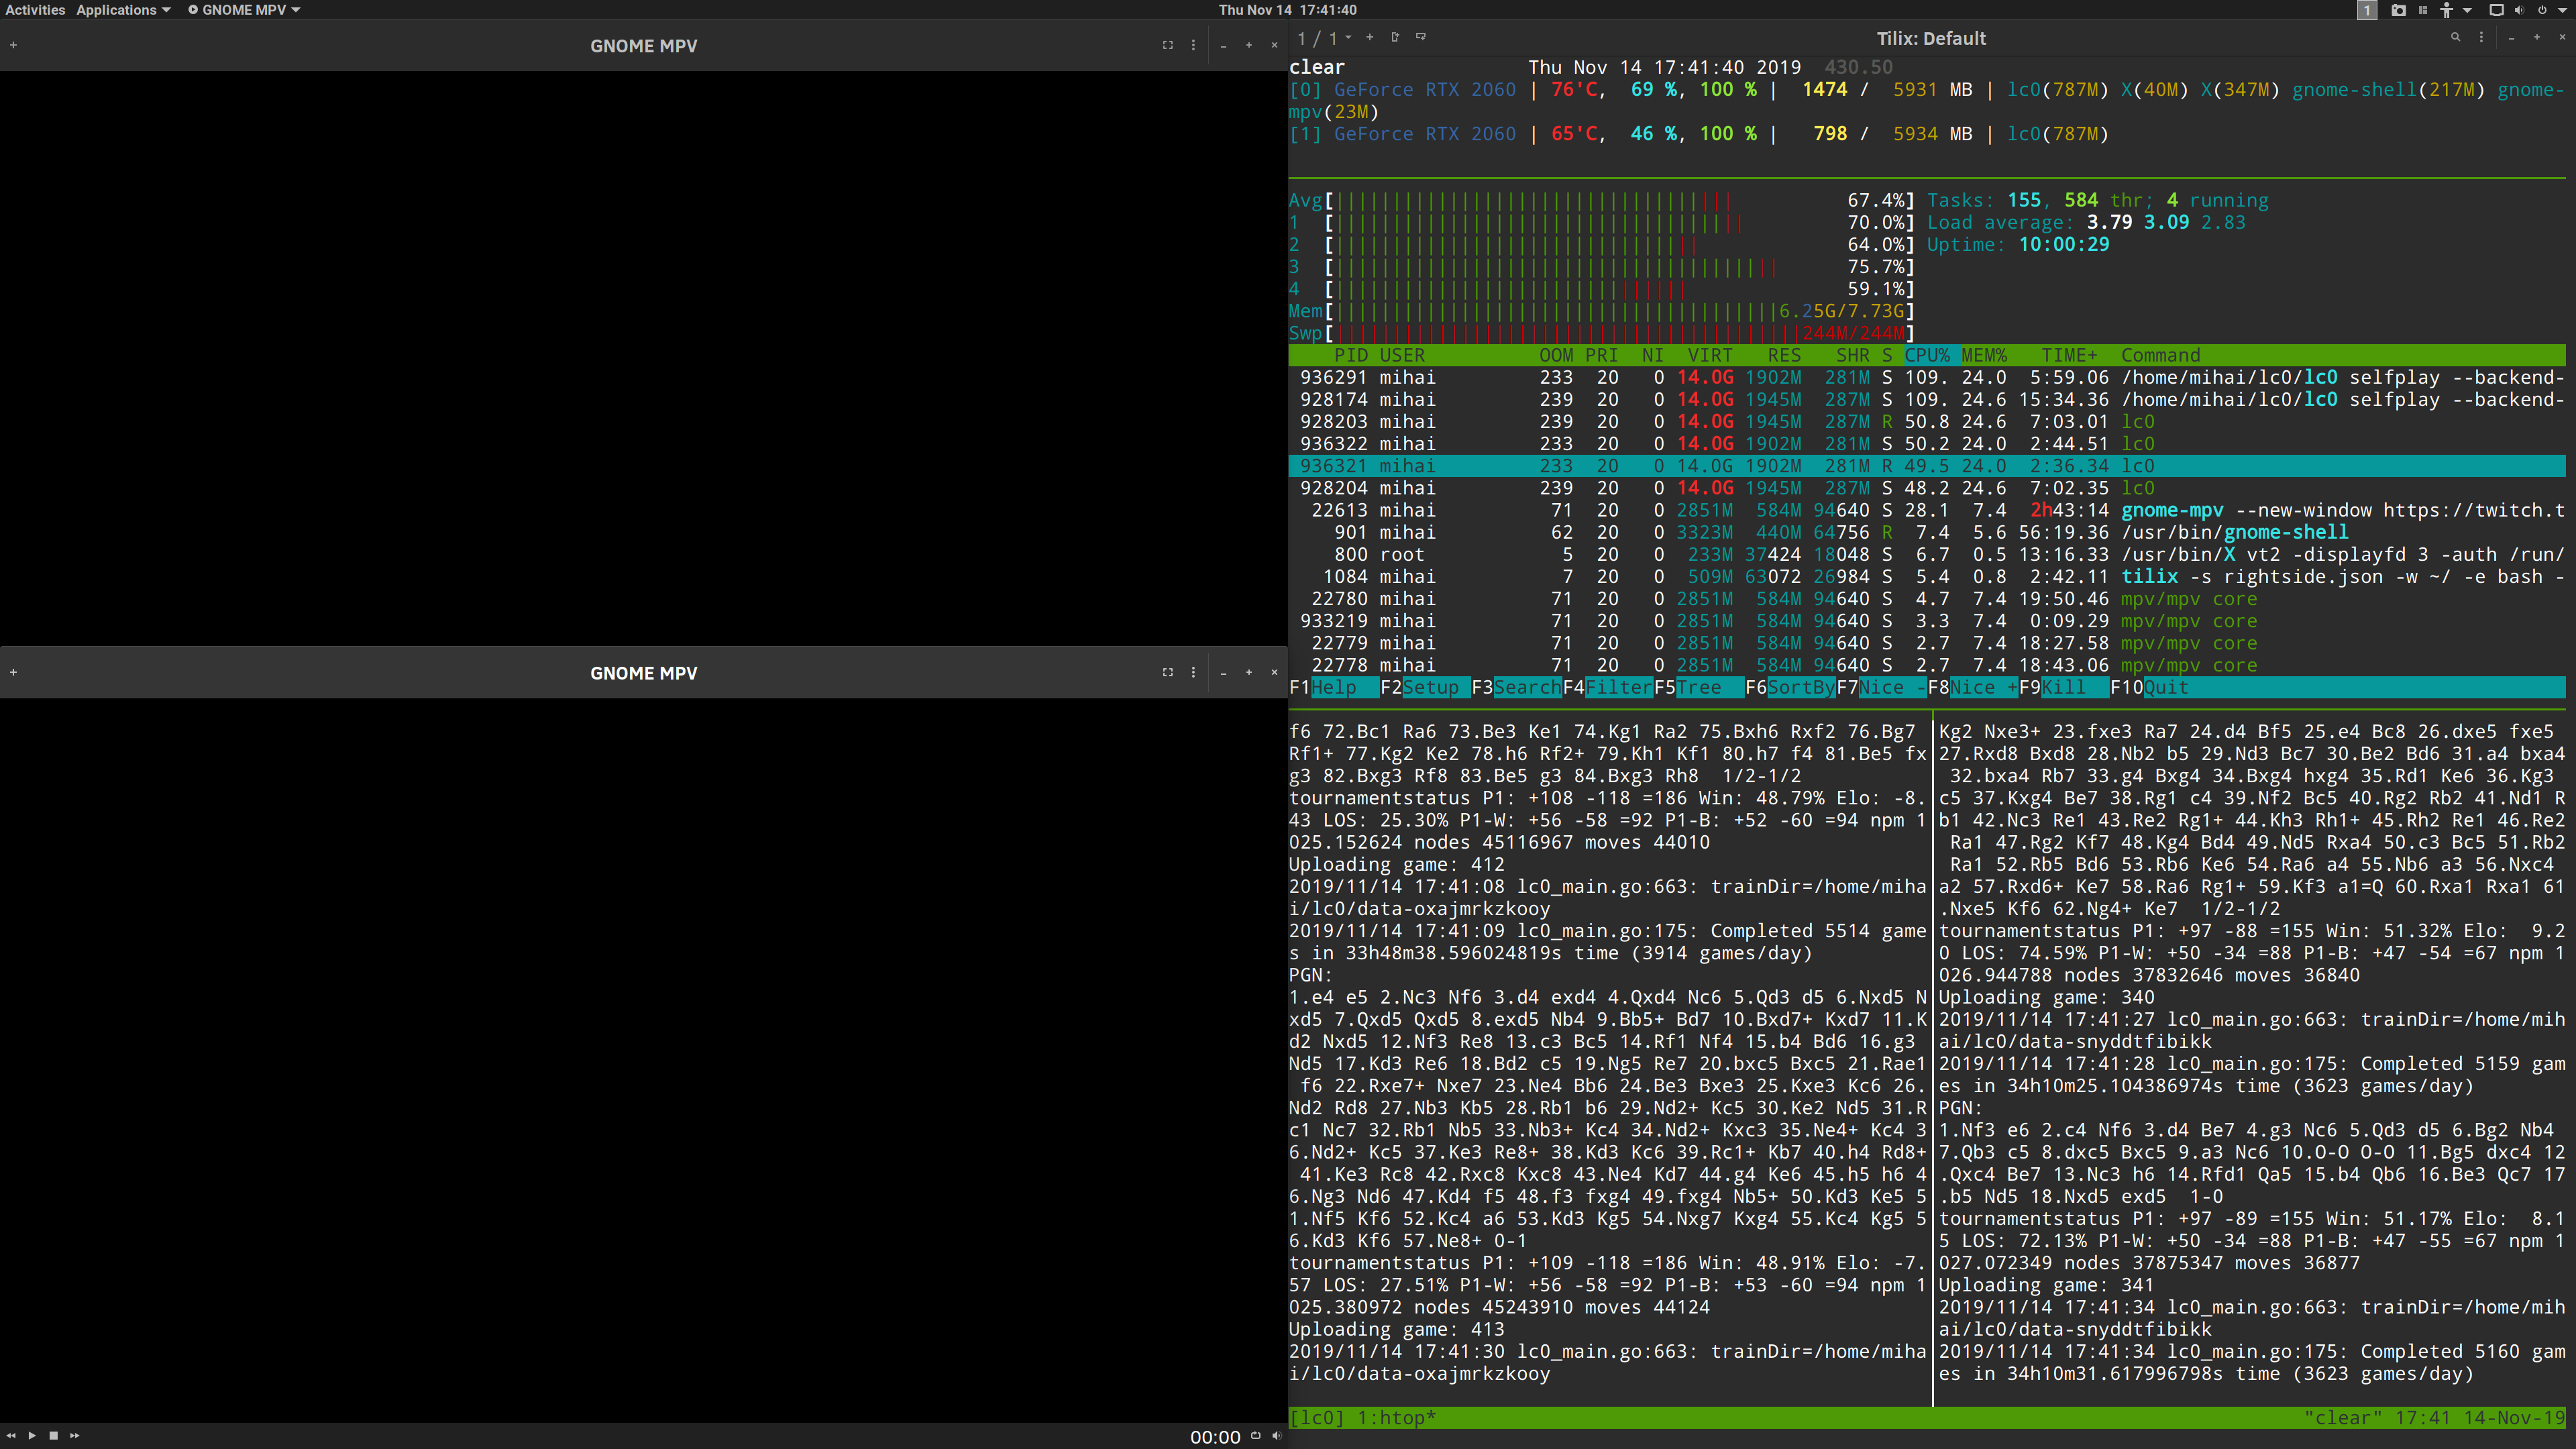 Activities Applications GNOME MPV Thu Nov 14 17:41:40 1
GNOME MPV
GNOME MPV
00:00
1 / 1 Tilix: Default
clear Thu Nov 14 17:41:40 2019 430.50
[0] GeForce RTX 2060 | 76'C, 69 %, 100 % | 1474 / 5931 MB | lc0(787M) X(40M) X(347M) gnome-shell(217M) gnome-
mpv(23M)
[1] GeForce RTX 2060 | 65'C, 46 %, 100 % | 798 / 5934 MB | lc0(787M)
Avg[||||||||||||||||||||||||||||||||||| 67.4%] Tasks: 155, 584 thr; 4 running
1 [|||||||||||||||||||||||||||||||||||| 70.0%] Load average: 3.79 3.09 2.83
2 [|||||||||||||||||||||||||||||||| 64.0%] Uptime: 10:00:29
3 [||||||||||||||||||||||||||||||||||||||| 75.7%]
4 [||||||||||||||||||||||||||||||| 59.1%]
Mem[|||||||||||||||||||||||||||||||||||||||6.25G/7.73G]
Swp[|||||||||||||||||||||||||||||||||||||||||244M/244M]
PID USER OOM PRI NI VIRT RES SHR S CPU% MEM% TIME+ Command
936291 mihai 233 20 0 14.0G 1902M 281M S 109. 24.0 5:59.06 /home/mihai/lc0/lc0 selfplay --backend-
928174 mihai 239 20 0 14.0G 1945M 287M S 109. 24.6 15:34.36 /home/mihai/lc0/lc0 selfplay --backend-
928203 mihai 239 20 0 14.0G 1945M 287M R 50.8 24.6 7:03.01 lc0
936322 mihai 233 20 0 14.0G 1902M 281M S 50.2 24.0 2:44.51 lc0
936321 mihai 233 20 0 14.0G 1902M 281M R 49.5 24.0 2:36.34 lc0
928204 mihai 239 20 0 14.0G 1945M 287M S 48.2 24.6 7:02.35 lc0
22613 mihai 71 20 0 2851M 584M 94640 S 28.1 7.4 2h43:14 gnome-mpv --new-window https://twitch.t
901 mihai 62 20 0 3323M 440M 64756 R 7.4 5.6 56:19.36 /usr/bin/gnome-shell
800 root 5 20 0 233M 37424 18048 S 6.7 0.5 13:16.33 /usr/bin/X vt2 -displayfd 3 -auth /run/
1084 mihai 7 20 0 509M 63072 26984 S 5.4 0.8 2:42.11 tilix -s rightside.json -w ~/ -e bash -
22780 mihai 71 20 0 2851M 584M 94640 S 4.7 7.4 19:50.46 mpv/mpv core
933219 mihai 71 20 0 2851M 584M 94640 S 3.3 7.4 0:09.29 mpv/mpv core
22779 mihai 71 20 0 2851M 584M 94640 S 2.7 7.4 18:27.58 mpv/mpv core
22778 mihai 71 20 0 2851M 584M 94640 S 2.7 7.4 18:43.06 mpv/mpv core
F1Help F2Setup F3SearchF4FilterF5Tree F6SortByF7Nice -F8Nice +F9Kill F10Quit
f6 72.Bc1 Ra6 73.Be3 Ke1 74.Kg1 Ra2 75.Bxh6 Rxf2 76.Bg7
Rf1+ 77.Kg2 Ke2 78.h6 Rf2+ 79.Kh1 Kf1 80.h7 f4 81.Be5 fx
g3 82.Bxg3 Rf8 83.Be5 g3 84.Bxg3 Rh8 1/2-1/2
tournamentstatus P1: +108 -118 =186 Win: 48.79% Elo: -8.
43 LOS: 25.30% P1-W: +56 -58 =92 P1-B: +52 -60 =94 npm 1
025.152624 nodes 45116967 moves 44010
Uploading game: 412
2019/11/14 17:41:08 lc0_main.go:663: trainDir=/home/miha
i/lc0/data-oxajmrkzkooy
2019/11/14 17:41:09 lc0_main.go:175: Completed 5514 game
s in 33h48m38.596024819s time (3914 games/day)
PGN:
1.e4 e5 2.Nc3 Nf6 3.d4 exd4 4.Qxd4 Nc6 5.Qd3 d5 6.Nxd5 N
xd5 7.Qxd5 Qxd5 8.exd5 Nb4 9.Bb5+ Bd7 10.Bxd7+ Kxd7 11.K
d2 Nxd5 12.Nf3 Re8 13.c3 Bc5 14.Rf1 Nf4 15.b4 Bd6 16.g3
Nd5 17.Kd3 Re6 18.Bd2 c5 19.Ng5 Re7 20.bxc5 Bxc5 21.Rae1
f6 22.Rxe7+ Nxe7 23.Ne4 Bb6 24.Be3 Bxe3 25.Kxe3 Kc6 26.
Nd2 Rd8 27.Nb3 Kb5 28.Rb1 b6 29.Nd2+ Kc5 30.Ke2 Nd5 31.R
c1 Nc7 32.Rb1 Nb5 33.Nb3+ Kc4 34.Nd2+ Kxc3 35.Ne4+ Kc4 3
6.Nd2+ Kc5 37.Ke3 Re8+ 38.Kd3 Kc6 39.Rc1+ Kb7 40.h4 Rd8+
41.Ke3 Rc8 42.Rxc8 Kxc8 43.Ne4 Kd7 44.g4 Ke6 45.h5 h6 4
6.Ng3 Nd6 47.Kd4 f5 48.f3 fxg4 49.fxg4 Nb5+ 50.Kd3 Ke5 5
1.Nf5 Kf6 52.Kc4 a6 53.Kd3 Kg5 54.Nxg7 Kxg4 55.Kc4 Kg5 5
6.Kd3 Kf6 57.Ne8+ 0-1
tournamentstatus P1: +109 -118 =186 Win: 48.91% Elo: -7.
57 LOS: 27.51% P1-W: +56 -58 =92 P1-B: +53 -60 =94 npm 1
025.380972 nodes 45243910 moves 44124
Uploading game: 413
2019/11/14 17:41:30 lc0_main.go:663: trainDir=/home/miha
i/lc0/data-oxajmrkzkooy
Kg2 Nxe3+ 23.fxe3 Ra7 24.d4 Bf5 25.e4 Bc8 26.dxe5 fxe5
27.Rxd8 Bxd8 28.Nb2 b5 29.Nd3 Bc7 30.Be2 Bd6 31.a4 bxa4
32.bxa4 Rb7 33.g4 Bxg4 34.Bxg4 hxg4 35.Rd1 Ke6 36.Kg3
c5 37.Kxg4 Be7 38.Rg1 c4 39.Nf2 Bc5 40.Rg2 Rb2 41.Nd1 R
b1 42.Nc3 Re1 43.Re2 Rg1+ 44.Kh3 Rh1+ 45.Rh2 Re1 46.Re2
Ra1 47.Rg2 Kf7 48.Kg4 Bd4 49.Nd5 Rxa4 50.c3 Bc5 51.Rb2
Ra1 52.Rb5 Bd6 53.Rb6 Ke6 54.Ra6 a4 55.Nb6 a3 56.Nxc4
a2 57.Rxd6+ Ke7 58.Ra6 Rg1+ 59.Kf3 a1=Q 60.Rxa1 Rxa1 61
.Nxe5 Kf6 62.Ng4+ Ke7 1/2-1/2
tournamentstatus P1: +97 -88 =155 Win: 51.32% Elo: 9.2
0 LOS: 74.59% P1-W: +50 -34 =88 P1-B: +47 -54 =67 npm 1
026.944788 nodes 37832646 moves 36840
Uploading game: 340
2019/11/14 17:41:27 lc0_main.go:663: trainDir=/home/mih
ai/lc0/data-snyddtfibikk
2019/11/14 17:41:28 lc0_main.go:175: Completed 5159 gam
es in 34h10m25.104386974s time (3623 games/day)
PGN:
1.Nf3 e6 2.c4 Nf6 3.d4 Be7 4.g3 Nc6 5.Qd3 d5 6.Bg2 Nb4
7.Qb3 c5 8.dxc5 Bxc5 9.a3 Nc6 10.O-O O-O 11.Bg5 dxc4 12
.Qxc4 Be7 13.Nc3 h6 14.Rfd1 Qa5 15.b4 Qb6 16.Be3 Qc7 17
.b5 Nd5 18.Nxd5 exd5 1-0
tournamentstatus P1: +97 -89 =155 Win: 51.17% Elo: 8.1
5 LOS: 72.13% P1-W: +50 -34 =88 P1-B: +47 -55 =67 npm 1
027.072349 nodes 37875347 moves 36877
Uploading game: 341
2019/11/14 17:41:34 lc0_main.go:663: trainDir=/home/mih
ai/lc0/data-snyddtfibikk
2019/11/14 17:41:34 lc0_main.go:175: Completed 5160 gam
es in 34h10m31.617996798s time (3623 games/day)
[lc0] 1:htop* "clear" 17:41 14-Nov-19